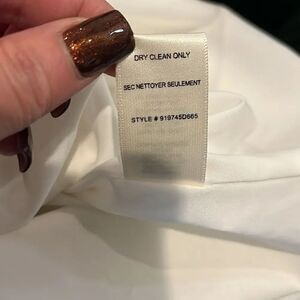 DRY CLEAN ONLY
SEC NETTOYER SEULEMENT
STYLE # 919745D665